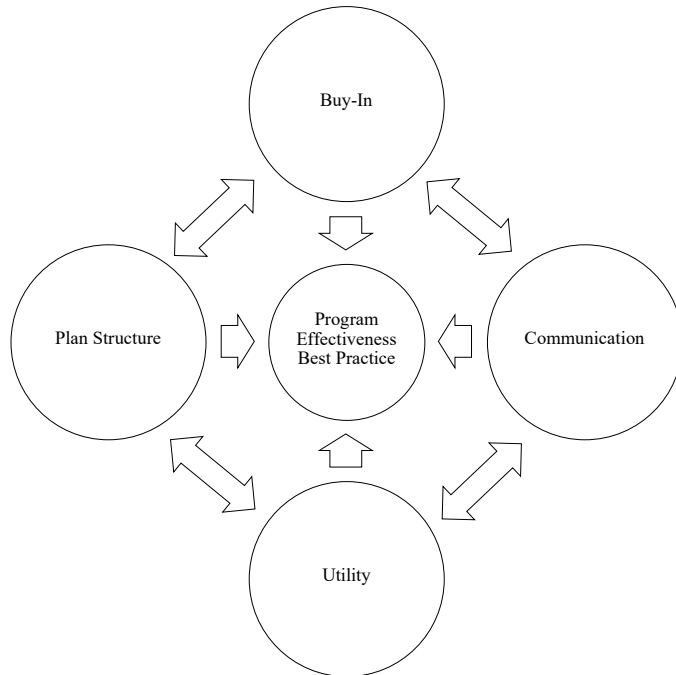 Buy-In
Plan Structure
Program
Effectiveness
Best Practice
Communication
Utility